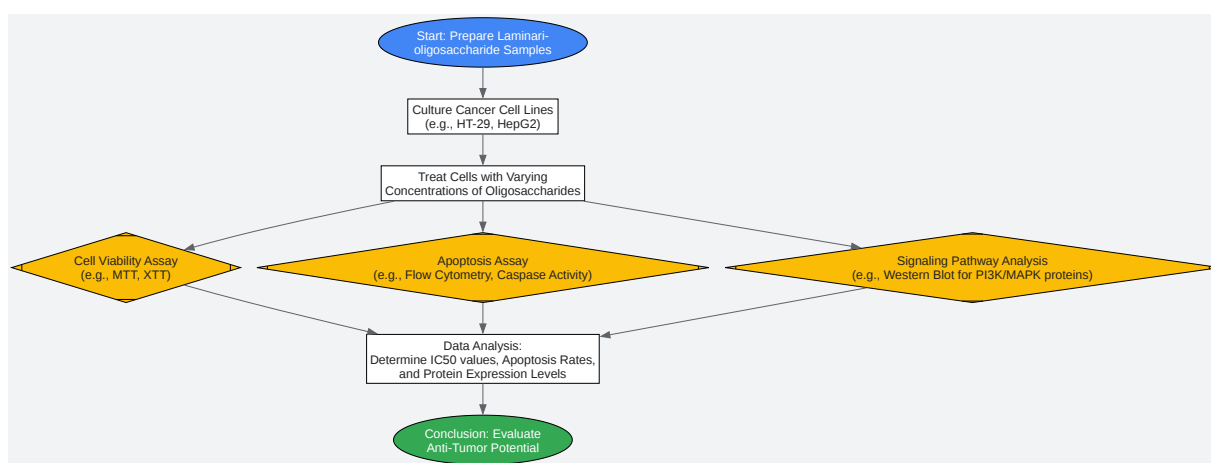 Start: Prepare Laminari-
oligosaccharide Samples
Culture Cancer Cell Lines
(e.g., HT-29, HepG2)
Treat Cells with Varying
Concentrations of Oligosaccharides
Cell Viability Assay
(e.g., MTT, XTT)
Apoptosis Assay
(e.g., Flow Cytometry, Caspase Activity)
Signaling Pathway Analysis
(e.g., Western Blot for PI3K/MAPK proteins)
Data Analysis:
Determine IC50 values, Apoptosis Rates,
and Protein Expression Levels
Conclusion: Evaluate
Anti-Tumor Potential